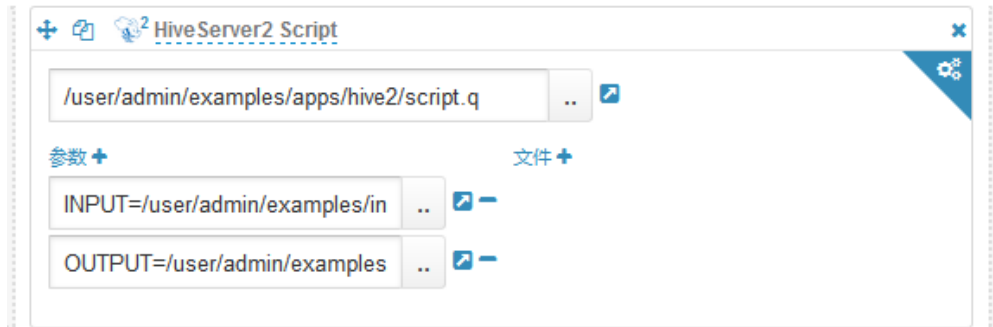 2 HiveServer2 Script
/user/admin/examples/apps/hive2/script.q ..
参数 文件
INPUT=/user/admin/examples/in ..
OUTPUT=/user/admin/examples ..